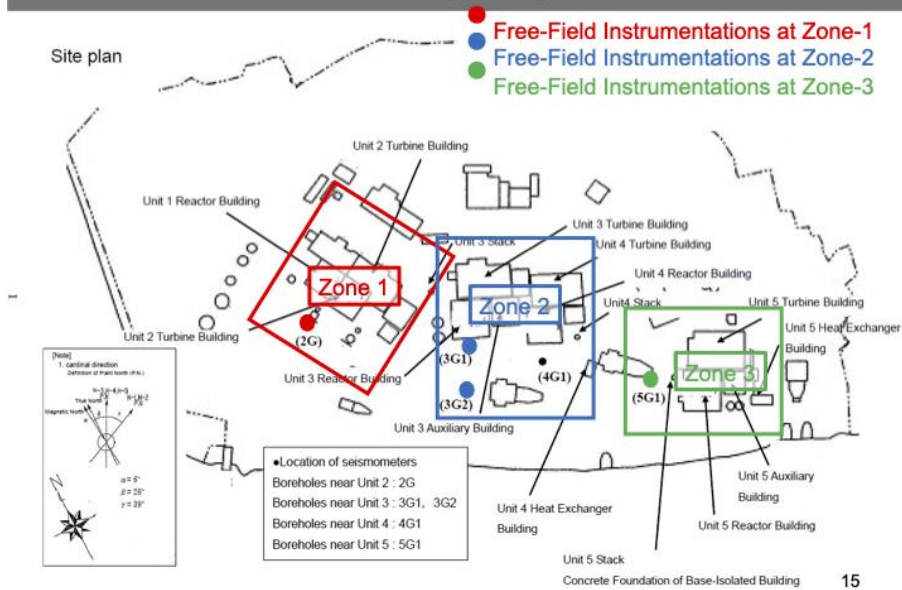 Free-Field Instrumentations at Zone-1
Site plan
Free-Field Instrumentations at Zone-2
Free-Field Instrumentations at Zone-3
Unit 2 Turbine Building
Unit 1 Reactor Building
Unit 3 Turbine Building
Unit 3 Stack
Unit 4 Turbine Building
Unit 4 Reactor Building
Zone 1
Zone 2
Unit4 Stack
Unit 5 Turbine Building
Unit 2 Turbine Building
(2G)
Unit 5 Heat Exchanger
Building
(3G1)
(4G1)
Zone 3
Unit 3 Reactor Building
(3G2)
(5G1)
Unit 3 Auxiliary Building
[Note]
1. cardinal direction
Definition of Plant North (P.N.)
True North
Magnetic North
α=6°
β=26°
γ=39°
N
●Location of seismometers
Boreholes near Unit 2 : 2G
Boreholes near Unit 3 : 3G1, 3G2
Boreholes near Unit 4 : 4G1
Boreholes near Unit 5 : 5G1
Unit 4 Heat Exchanger
Building
Unit 5 Auxiliary
Building
Unit 5 Reactor Building
Unit 5 Stack
Concrete Foundation of Base-Isolated Building
15